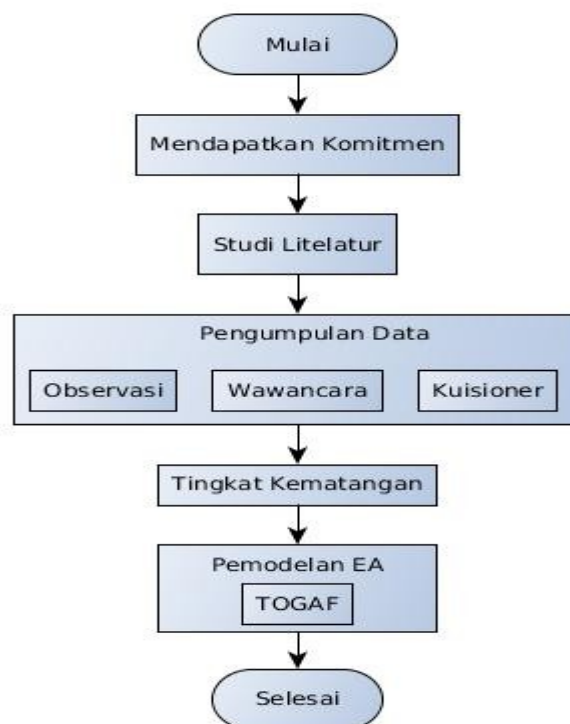 Mulai
Mendapatkan Komitmen
Studi Litelatur
Pengumpulan Data
Observasi
Wawancara
Kuisioner
Tingkat Kematangan
Pemodelan EA
TOGAF
Selesai